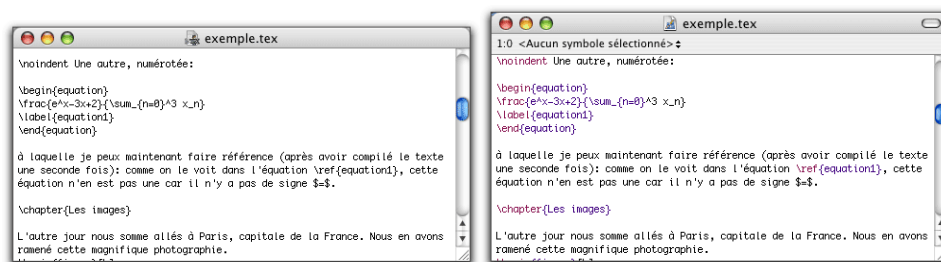 exemple.tex
\noindent Une autre, numérotée:
\begin{equation}
\frac{e^x-3x+2}{\sum_{n=0}^3 x_n}
\label{equation1}
\end{equation}
à laquelle je peux maintenant faire référence (après avoir compilé le texte
une seconde fois): comme on le voit dans l'équation \ref{equation1}, cette
équation n'en est pas une car il n'y a pas de signe $=$.
\chapter{Les images}
L'autre jour nous somme allés à Paris, capitale de la France. Nous en avons
ramené cette magnifique photographie.
exemple.tex
1:0 <Aucun symbole sélectionné>
\noindent Une autre, numérotée:
\begin{equation}
\frac{e^x-3x+2}{\sum_{n=0}^3 x_n}
\label{equation1}
\end{equation}
à laquelle je peux maintenant faire référence (après avoir compilé le texte
une seconde fois): comme on le voit dans l'équation \ref{equation1}, cette
équation n'en est pas une car il n'y a pas de signe $=$.
\chapter{Les images}
L'autre jour nous somme allés à Paris, capitale de la France. Nous en avons
ramené cette magnifique photographie.